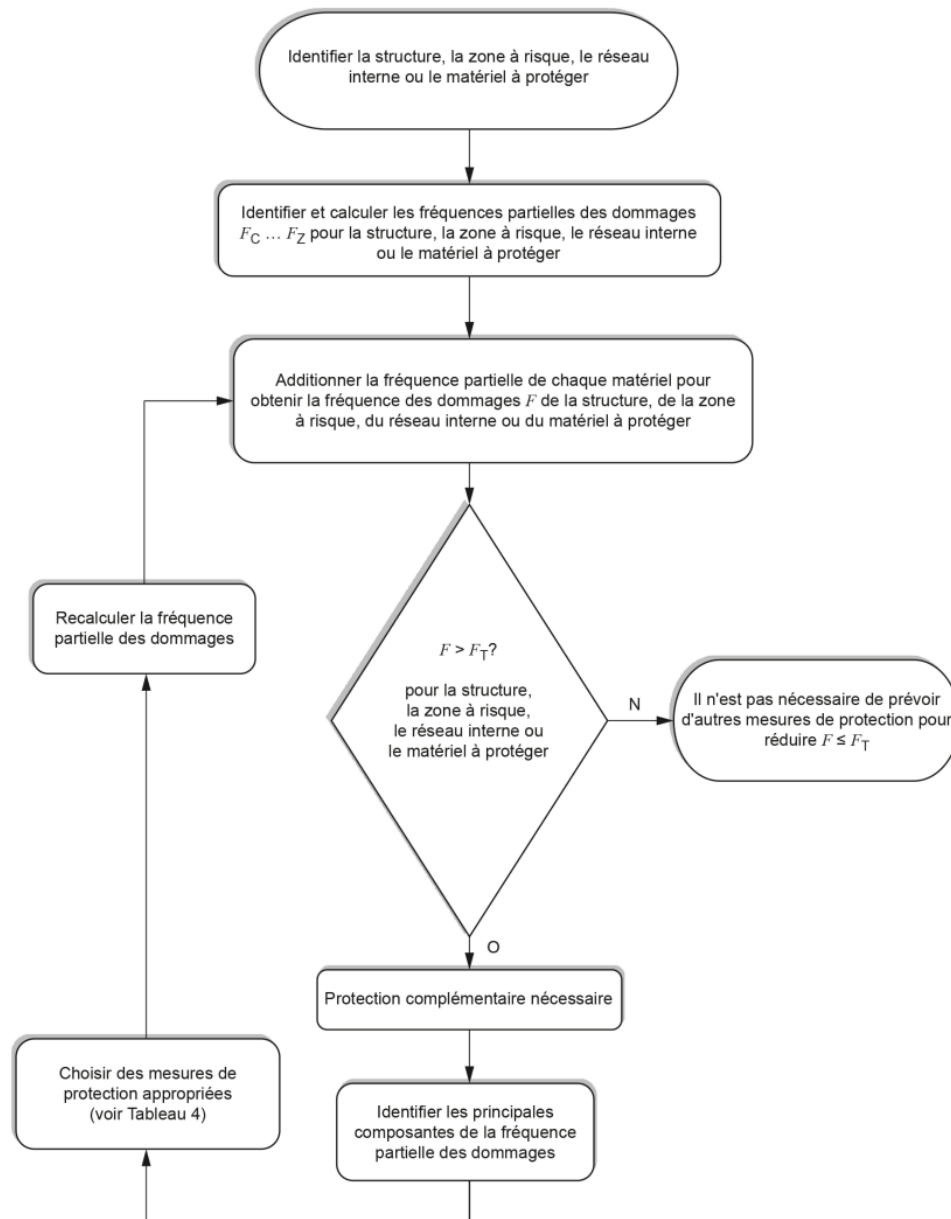 Identifier la structure, la zone à risque, le réseau
interne ou le matériel à protéger
Identifier et calculer les fréquences partielles des dommages
F_C ... F_Z pour la structure, la zone à risque, le réseau interne
ou le matériel à protéger
Additionner la fréquence partielle de chaque matériel pour
obtenir la fréquence des dommages F de la structure, de la zone
à risque, du réseau interne ou du matériel à protéger
Recalculer la fréquence
partielle des dommages
F > F_T?
pour la structure,
la zone à risque,
le réseau interne ou
le matériel à protéger
N
Il n'est pas nécessaire de prévoir
d'autres mesures de protection pour
réduire F ≤ F_T
O
Protection complémentaire nécessaire
Choisir des mesures de
protection appropriées
(voir Tableau 4)
Identifier les principales
composantes de la fréquence
partielle des dommages